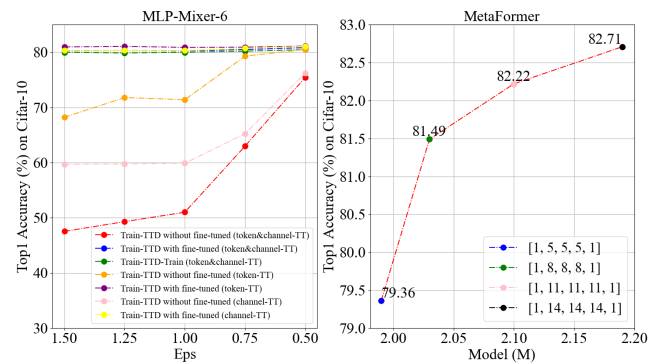 MLP-Mixer-6
Top1 Accuracy (%) on Cifar-10
80
70
60
50
40
30
1.50
1.25
1.00
0.75
0.50
Eps
Train-TTD without fine-tuned (token&channel-TT)
Train-TTD with fine-tuned (token&channel-TT)
Train-TTD-Train (token&channel-TT)
Train-TTD without fine-tuned (token-TT)
Train-TTD with fine-tuned (token-TT)
Train-TTD without fine-tuned (channel-TT)
Train-TTD with fine-tuned (channel-TT)
MetaFormer
Top1 Accuracy (%) on Cifar-10
83.0
82.5
82.0
81.5
81.0
80.5
80.0
79.5
79.0
2.00
2.05
2.10
2.15
2.20
Model (M)
79.36
81.49
82.22
82.71
[1, 5, 5, 5, 1]
[1, 8, 8, 8, 1]
[1, 11, 11, 11, 1]
[1, 14, 14, 14, 1]